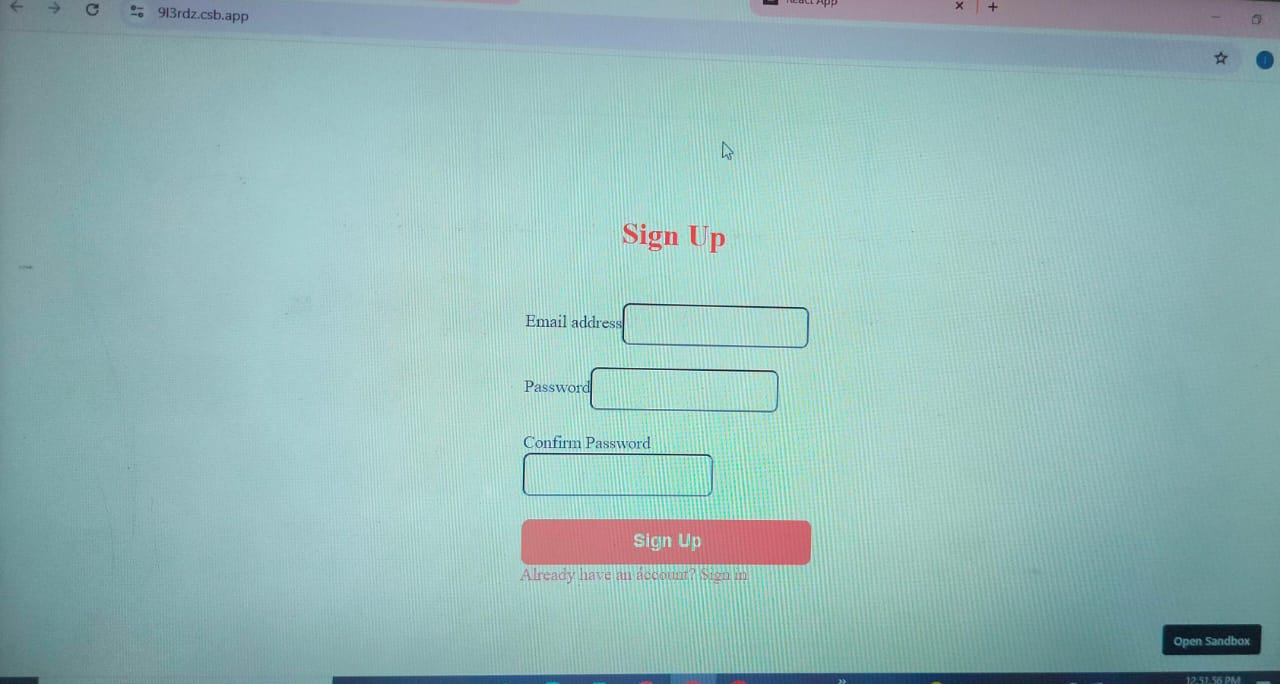 React App
9l3rdz.csb.app
Sign Up
Email address
Password
Confirm Password
Sign Up
Already have an account? Sign in
Open Sandbox
12:51:56 PM